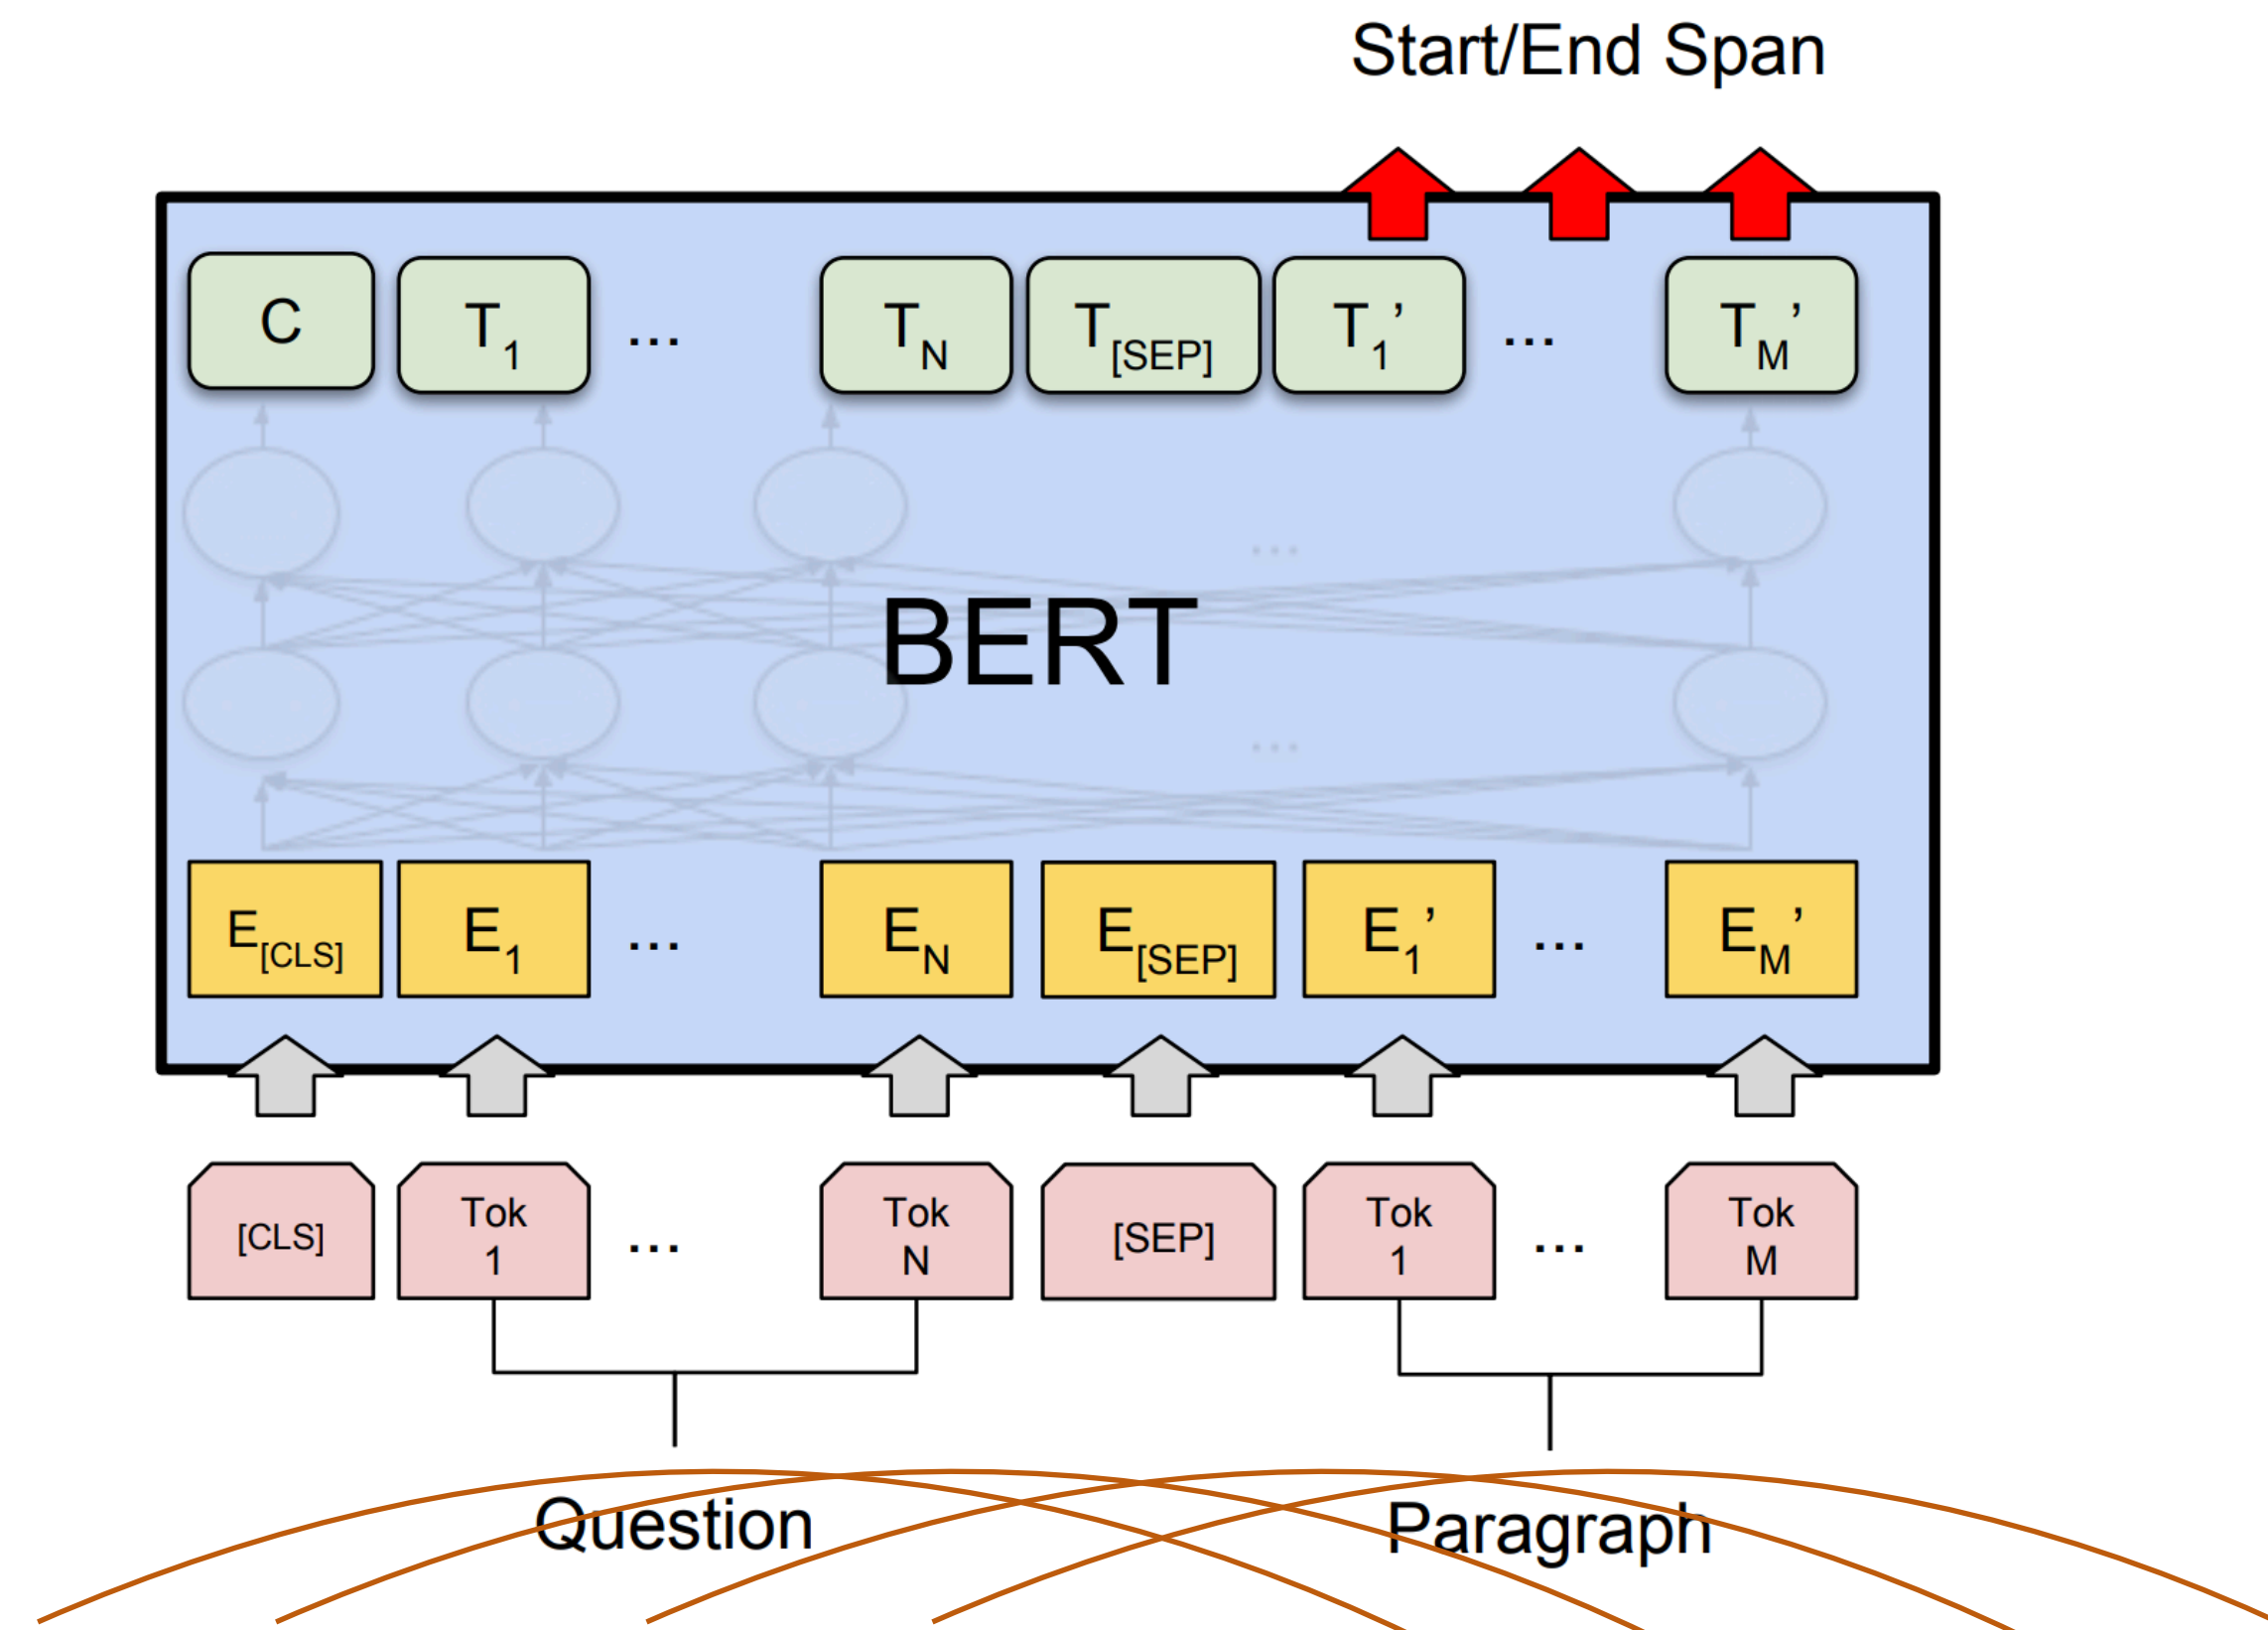 Start/End Span
C T1 ... TN T[SEP] T1’ ... TM’
BERT
E[CLS] E1 ... EN E[SEP] E1’ ... EM’
[CLS] Tok 1 ... Tok N [SEP] Tok 1 ... Tok M
Question Paragraph